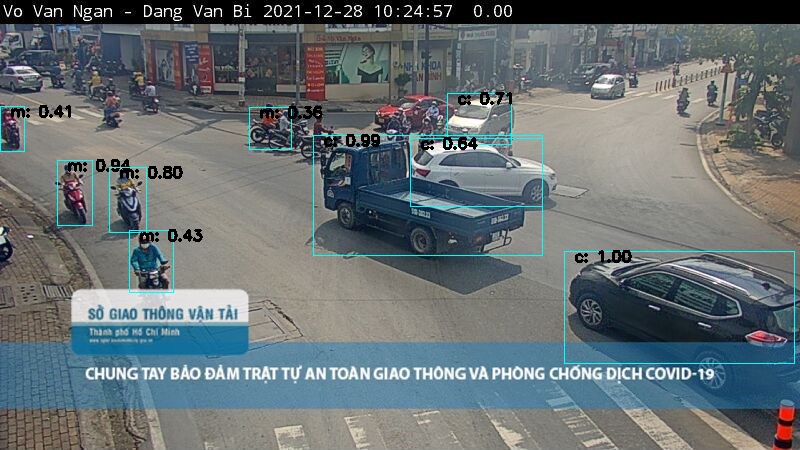 Vo Van Ngan - Dang Van Bi 2021-12-28 10:24:57 0.00
m: 0.41
m: 0.36
c: 0.71
c: 0.99
c: 0.64
m: 0.94
m: 0.80
m: 0.43
c: 1.00
NHA KHOA
SỞ GIAO THÔNG VẬN TẢI
Thành phố Hồ Chí Minh
CHUNG TAY BẢO ĐẢM TRẬT TỰ AN TOÀN GIAO THÔNG VÀ PHÒNG CHỐNG DỊCH COVID-19